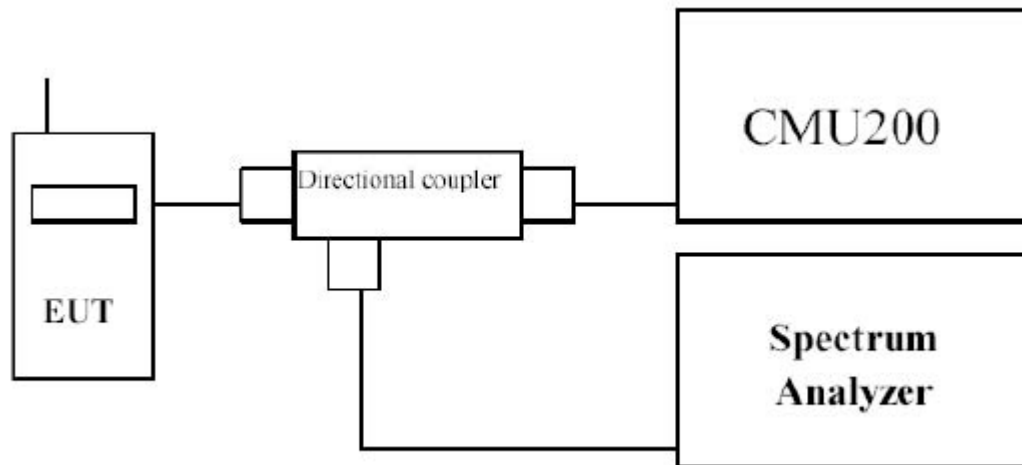 CMU200
Directional coupler
EUT
Spectrum
Analyzer